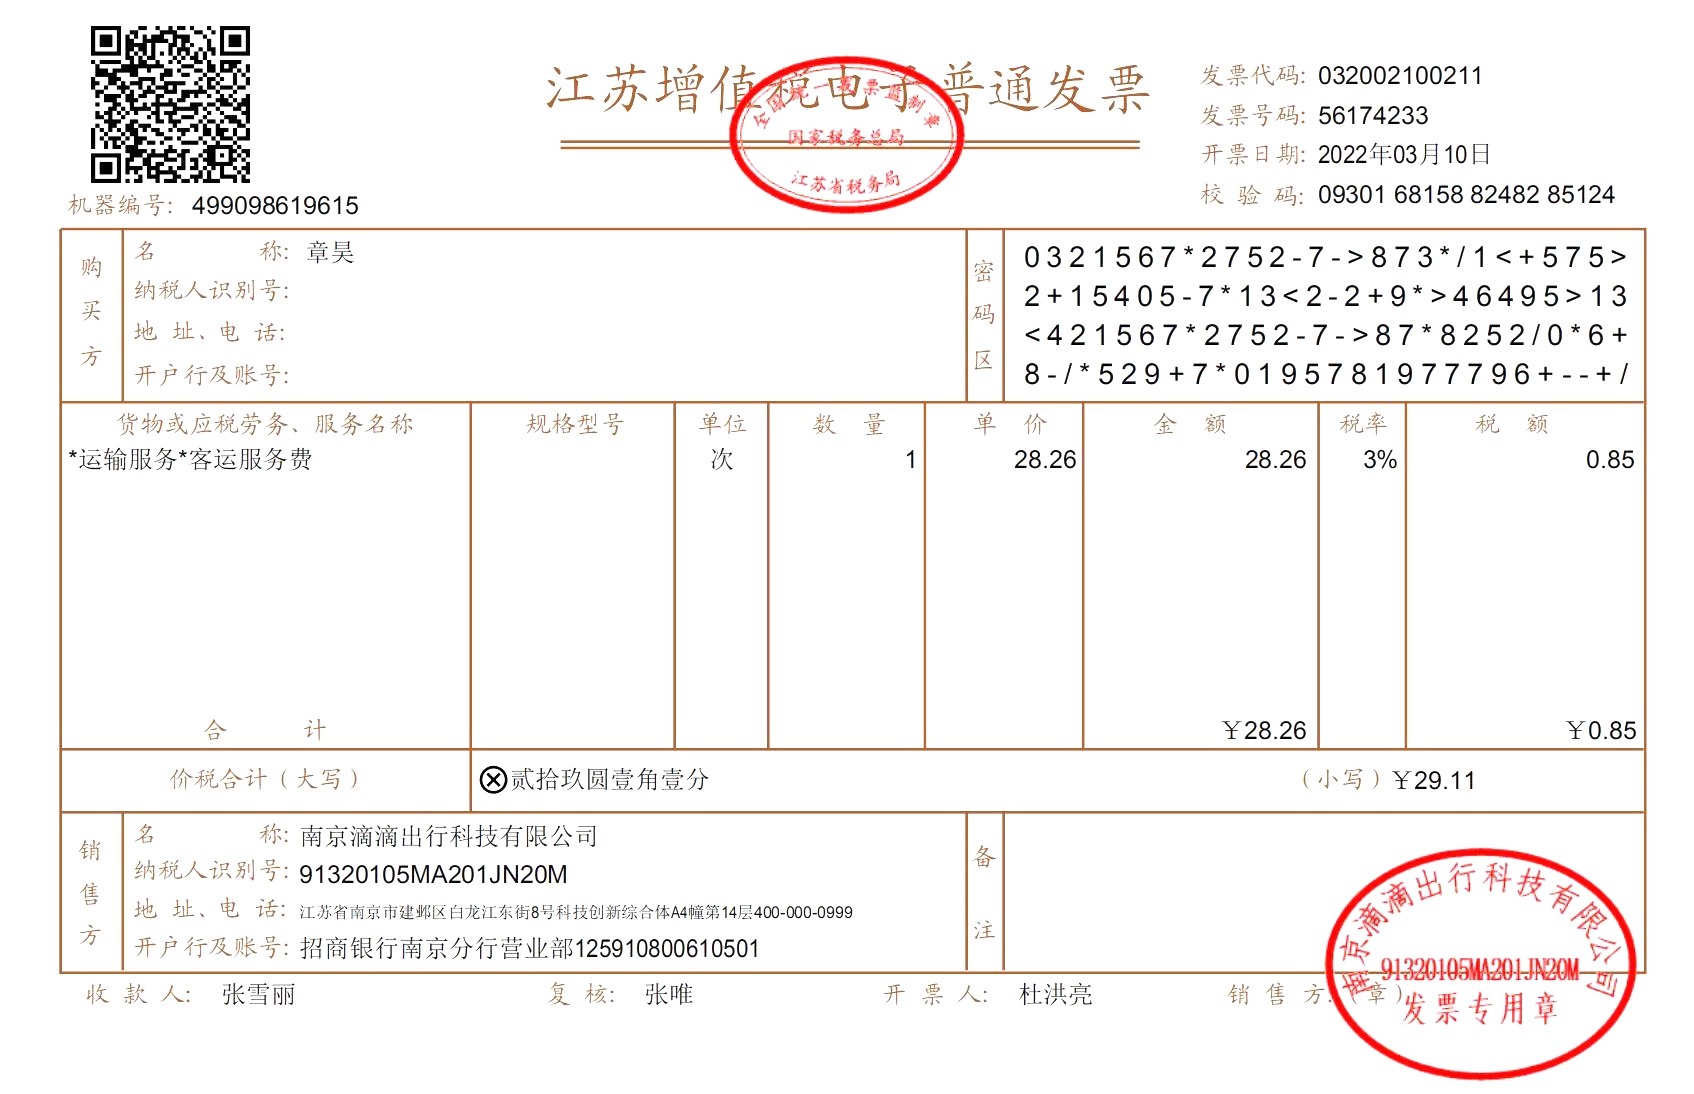 江苏增值税电子普通发票
全国统一发票监制章
国家税务总局
江苏省税务局
发票代码: 032002100211
发票号码: 56174233
开票日期: 2022年03月10日
校 验 码: 09301 68158 82482 85124
机器编号: 499098619615
购买方
名 称: 章昊
纳税人识别号:
地 址、电 话:
开户行及账号:
密码区
0321567*2752-7->873*/1<+575>
2+15405-7*13<2-2+9*>46495>13
<421567*2752-7->87*8252/0*6+
8-/*529+7*0195781977796+--+/
货物或应税劳务、服务名称 规格型号 单位 数 量 单 价 金 额 税率 税 额
*运输服务*客运服务费 次 1 28.26 28.26 3% 0.85
合 计 ￥28.26 ￥0.85
价税合计（大写） ⊗贰拾玖圆壹角壹分 （小写）￥29.11
销售方
名 称: 南京滴滴出行科技有限公司
纳税人识别号: 91320105MA201JN20M
地 址、电 话: 江苏省南京市建邺区白龙江东街8号科技创新综合体A4幢第14层400-000-0999
开户行及账号: 招商银行南京分行营业部125910800610501
备注
收 款 人: 张雪丽 复 核: 张唯 开 票 人: 杜洪亮 销 售 方:（章）
南京滴滴出行科技有限公司
91320105MA201JN20M
发票专用章